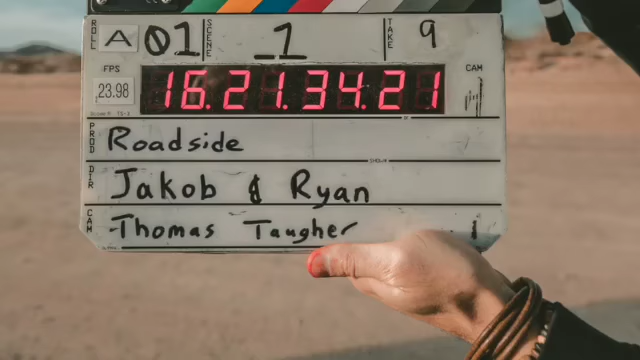 ROLL A 01 SCENE 1 TAKE 9
FPS CAM
23.98 16.21.34.21
PROD Roadside
DIR Jakob & Ryan
CAM Thomas Taugher